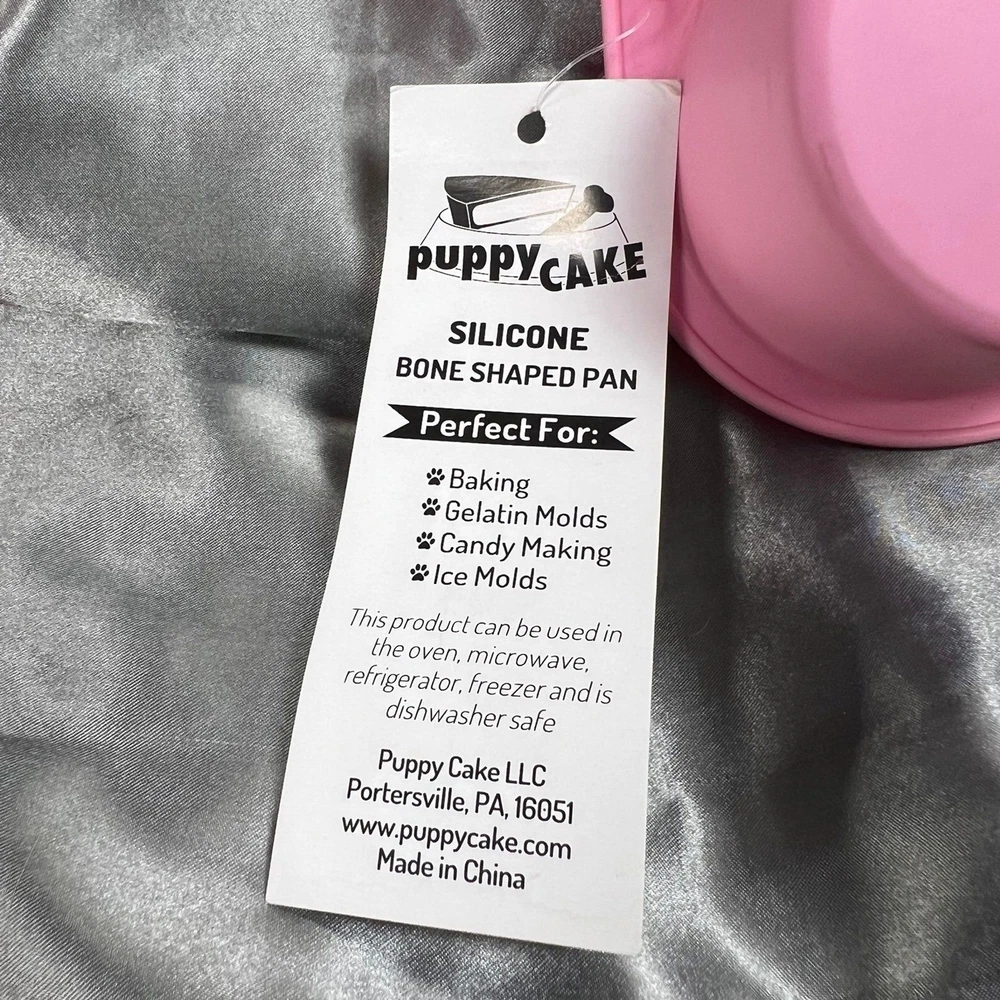 puppy CAKE
SILICONE
BONE SHAPED PAN
Perfect For:
Baking
Gelatin Molds
Candy Making
Ice Molds
This product can be used in
the oven, microwave,
refrigerator, freezer and is
dishwasher safe
Puppy Cake LLC
Portersville, PA, 16051
www.puppycake.com
Made in China